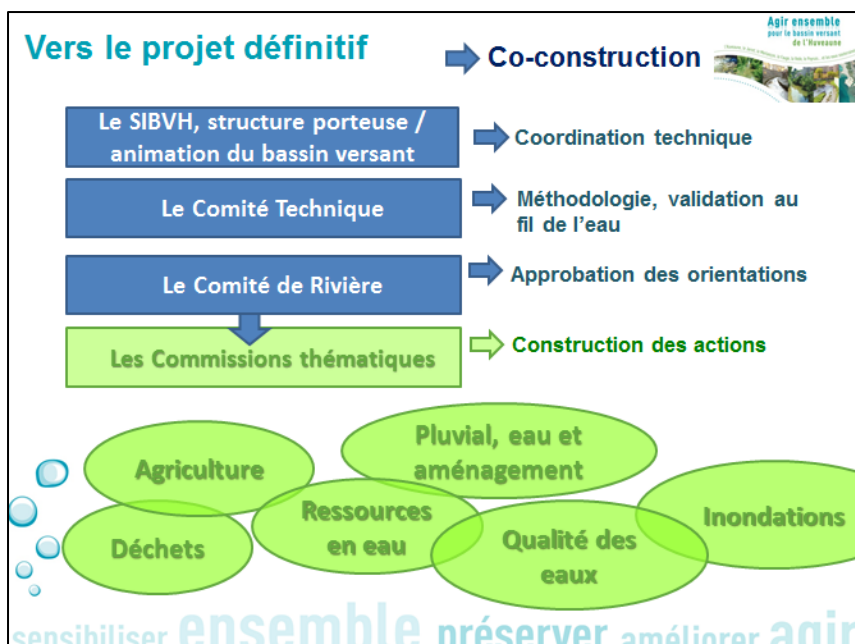 Vers le projet définitif
Co-construction
Agir ensemble
pour le bassin versant
de l'Huveaune
Le SIBVH, structure porteuse /
animation du bassin versant
Coordination technique
Le Comité Technique
Méthodologie, validation au
fil de l'eau
Le Comité de Rivière
Approbation des orientations
Les Commissions thématiques
Construction des actions
Agriculture
Pluvial, eau et
aménagement
Déchets
Ressources
en eau
Qualité des
eaux
Inondations
sensibiliser ensemble préserver améliorer agir